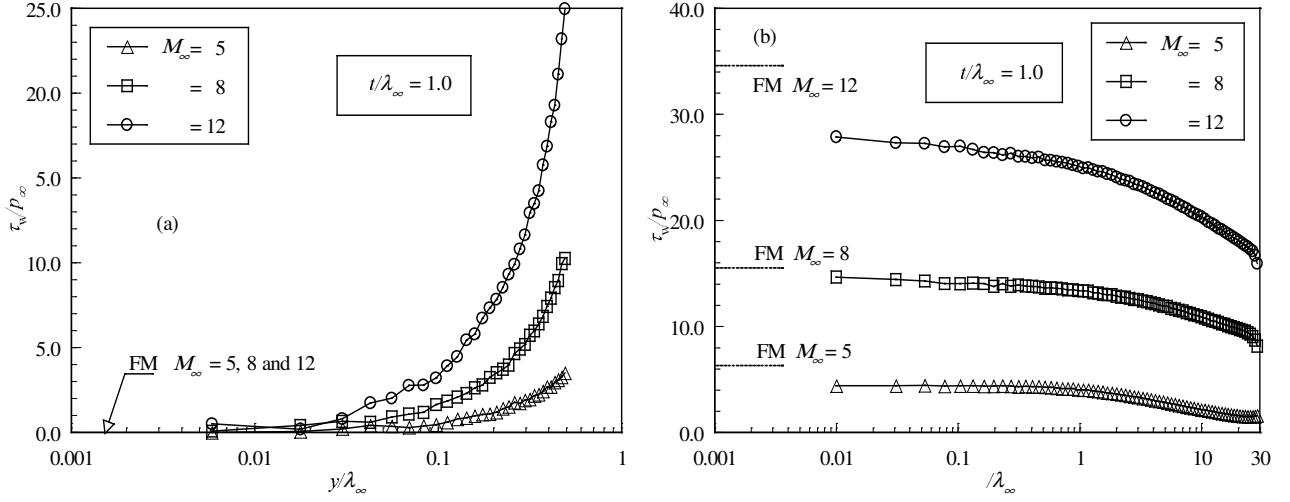 25.0
20.0
5.0
10.0
5.0
0.0
τw/p∞
M∞= 5
= 8
=12
t/λ∞ = 1.0
(a)
FM M∞ = 5, 8 and 12
0.001
0.01
0.1
1
y/λ∞
40.0
30.0
20.0
10.0
0.0
τw/p∞
(b)
t/λ∞ = 1.0
M∞= 5
= 8
=12
FM M∞ = 12
FM M∞ = 8
FM M∞ = 5
0.001
0.01
0.1
1
10
30
/λ∞